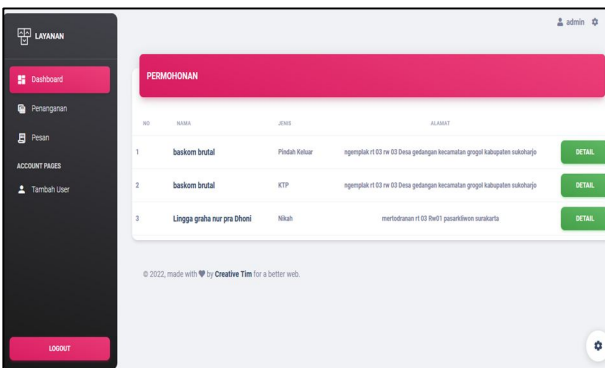 LAYANAN
admin
Dashboard
Penanganan
Pesan
ACCOUNT PAGES
Tambah User
LOGOUT
PERMOHONAN
NO NAMA JENIS ALAMAT
1 baskom brutal Pindah Keluar ngemplak rt 03 rw 03 Desa gedangan kecamatan grogol kabupaten sukoharjo DETAIL
2 baskom brutal KTP ngemplak rt 03 rw 03 Desa gedangan kecamatan grogol kabupaten sukoharjo DETAIL
3 Lingga graha nur pra Dhoni Nikah mertodranan rt 03 Rw01 pasarkliwon surakarta DETAIL
© 2022, made with by Creative Tim for a better web.